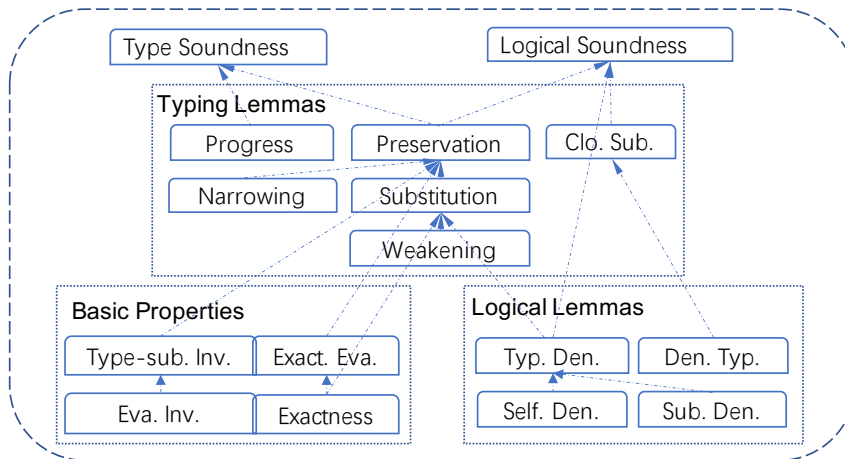 Type Soundness
Logical Soundness
Typing Lemmas
Progress
Preservation
Clo. Sub.
Narrowing
Substitution
Weakening
Basic Properties
Logical Lemmas
Type-sub. Inv.
Exact. Eva.
Typ. Den.
Den. Typ.
Eva. Inv.
Exactness
Self. Den.
Sub. Den.